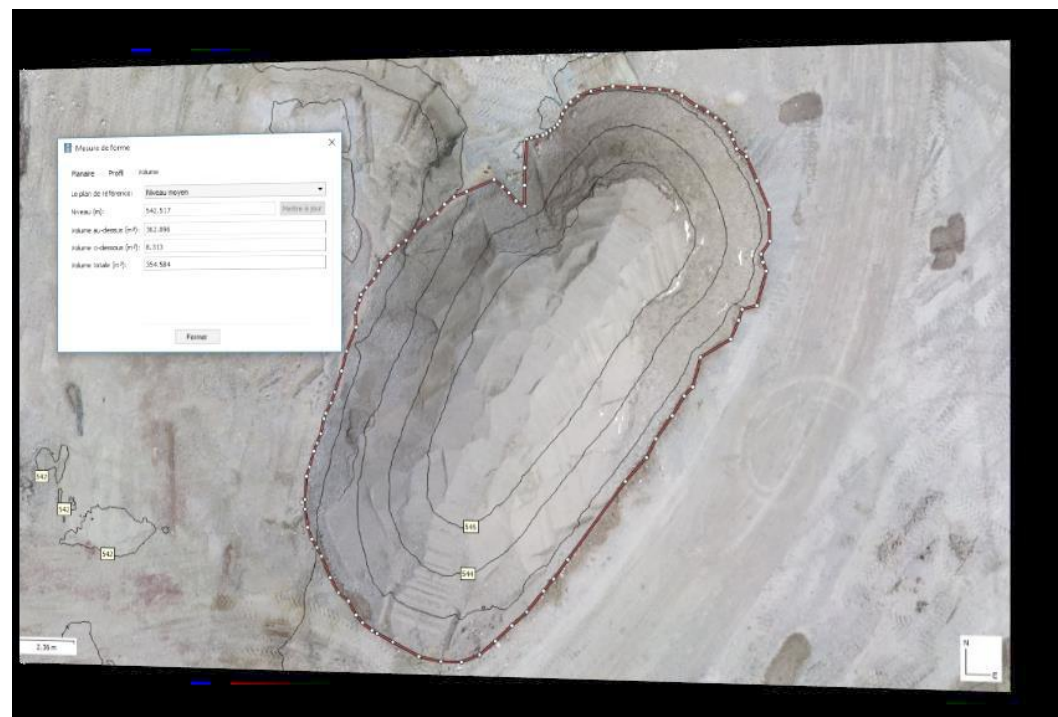 Mesure de forme
Planaire Profil Volume
Le plan de référence: Niveau moyen
Niveau [m]: 542.517 Mettre à jour
Volume au-dessus [m³]: 362.896
Volume ci-dessous [m³]: 8.313
Volume totale [m³]: 354.584
Fermer
542
542
542
546
544
2.36 m
N
E